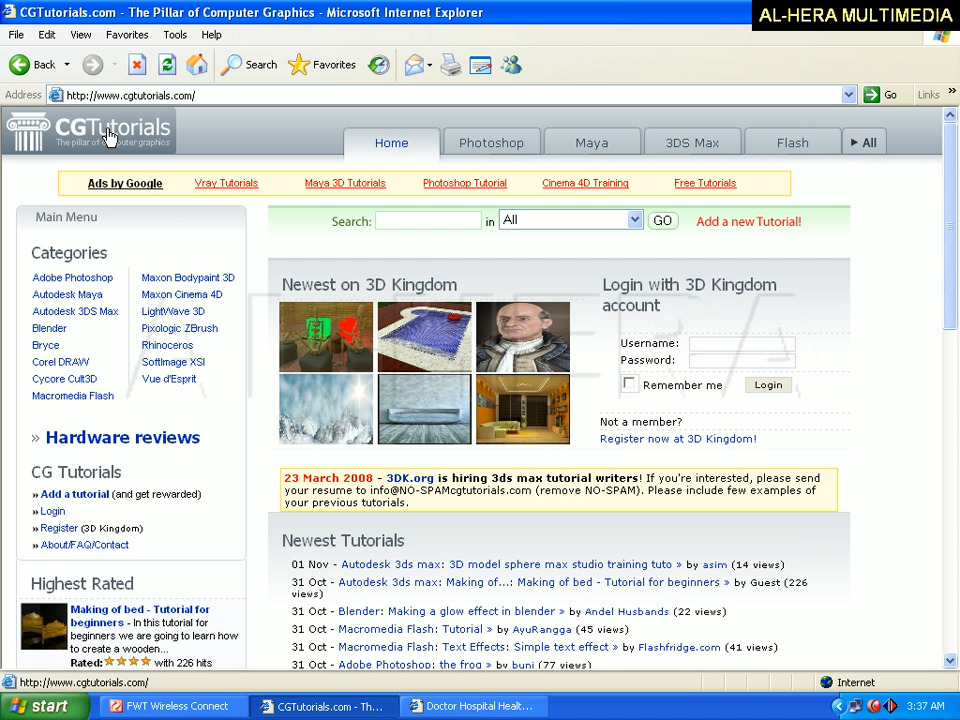 CGTutorials.com - The Pillar of Computer Graphics - Microsoft Internet Explorer
AL-HERA MULTIMEDIA
File Edit View Favorites Tools Help
Back Search Favorites
Address http://www.cgtutorials.com/ Go Links »
CGTutorials
The pillar of computer graphics
Home Photoshop Maya 3DS Max Flash All
Ads by Google Vray Tutorials Maya 3D Tutorials Photoshop Tutorial Cinema 4D Training Free Tutorials
Main Menu
Search: in All GO Add a new Tutorial!
Categories
Adobe Photoshop Maxon Bodypaint 3D
Autodesk Maya Maxon Cinema 4D
Autodesk 3DS Max LightWave 3D
Blender Pixologic ZBrush
Bryce Rhinoceros
Corel DRAW SoftImage XSI
Cycore Cult3D Vue d'Esprit
Macromedia Flash
» Hardware reviews
CG Tutorials
» Add a tutorial (and get rewarded)
» Login
» Register (3D Kingdom)
» About/FAQ/Contact
Highest Rated
Making of bed - Tutorial for
beginners - In this tutorial for
beginners we are going to learn how
to create a wooden...
Rated: with 226 hits
Newest on 3D Kingdom
Login with 3D Kingdom
account
Username:
Password:
Remember me Login
Not a member?
Register now at 3D Kingdom!
23 March 2008 - 3DK.org is hiring 3ds max tutorial writers! If you're interested, please send
your resume to info@NO-SPAMcgtutorials.com (remove NO-SPAM). Please include few examples of
your previous tutorials.
Newest Tutorials
01 Nov - Autodesk 3ds max: 3D model sphere max studio training tuto » by asim (14 views)
31 Oct - Autodesk 3ds max: Making of...: Making of bed - Tutorial for beginners » by Guest (226
views)
31 Oct - Blender: Making a glow effect in blender » by Andel Husbands (22 views)
31 Oct - Macromedia Flash: Tutorial » by AyuRangga (45 views)
31 Oct - Macromedia Flash: Text Effects: Simple text effect » by Flashfridge.com (41 views)
31 Oct - Adobe Photoshop: the frog » by buni (77 views)
AL HERA
http://www.cgtutorials.com/ Internet
start FWT Wireless Connect CGTutorials.com - Th... Doctor Hospital Healt... 3:37 AM